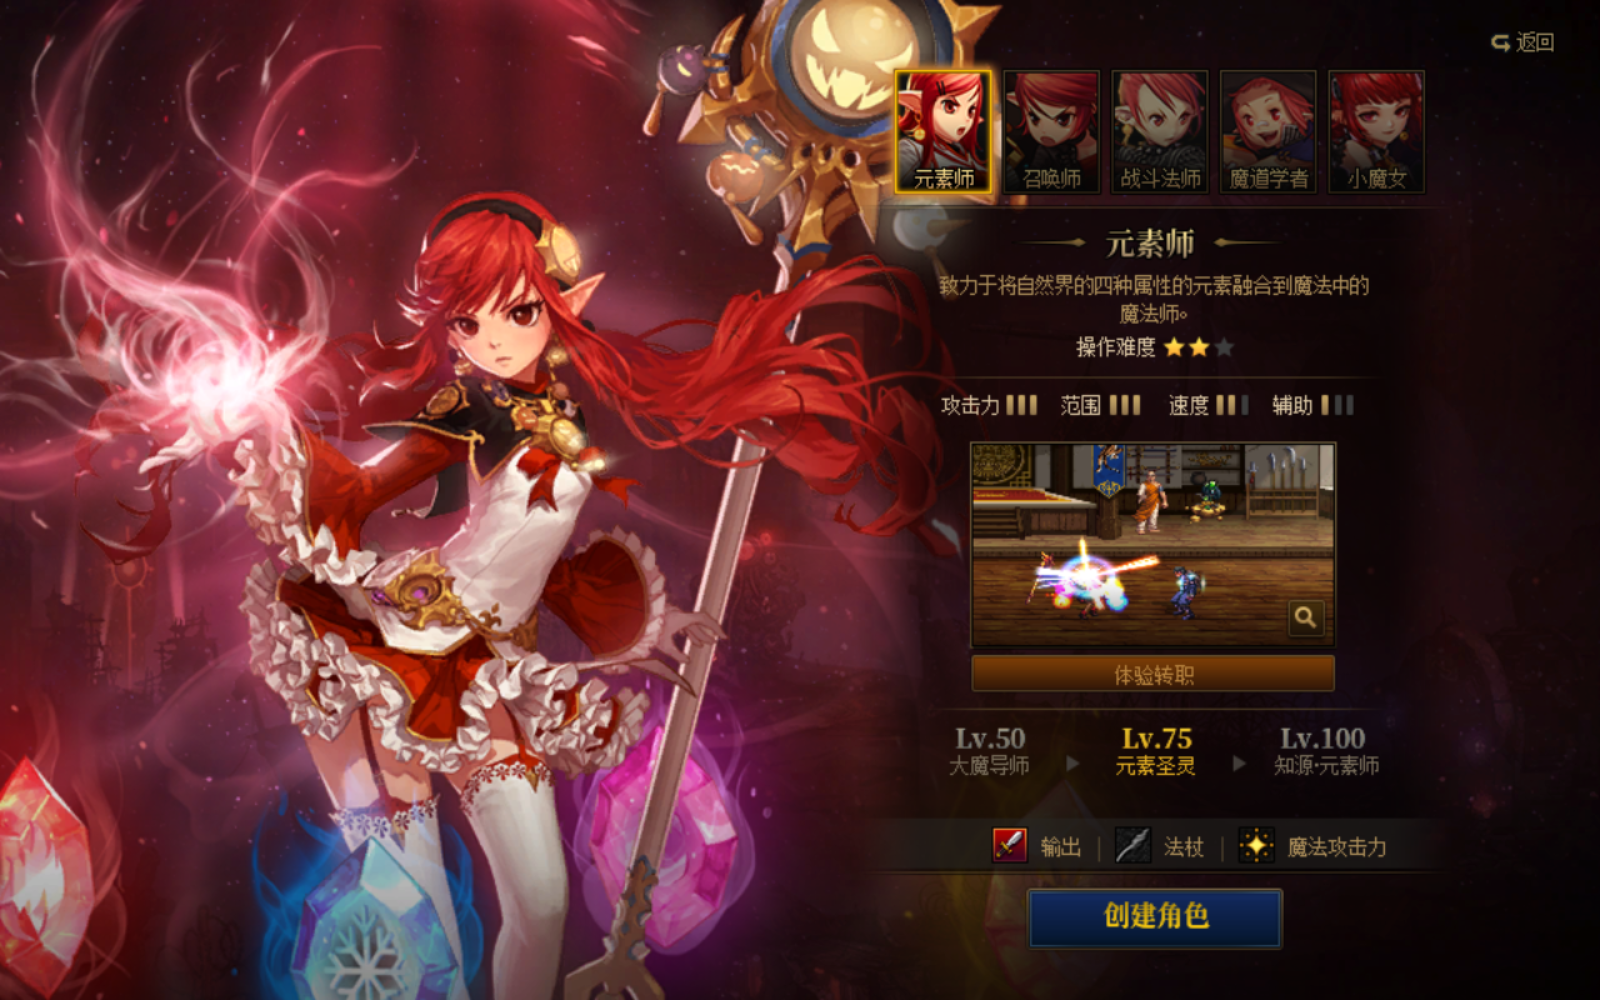 返回
元素师
召唤师
战斗法师
魔道学者
小魔女
元素师
致力于将自然界的四种属性的元素融合到魔法中的
魔法师。
操作难度
攻击力 范围 速度 辅助
体验转职
Lv.50 Lv.75 Lv.100
大魔导师 元素圣灵 知源·元素师
输出 | 法杖 | 魔法攻击力
创建角色